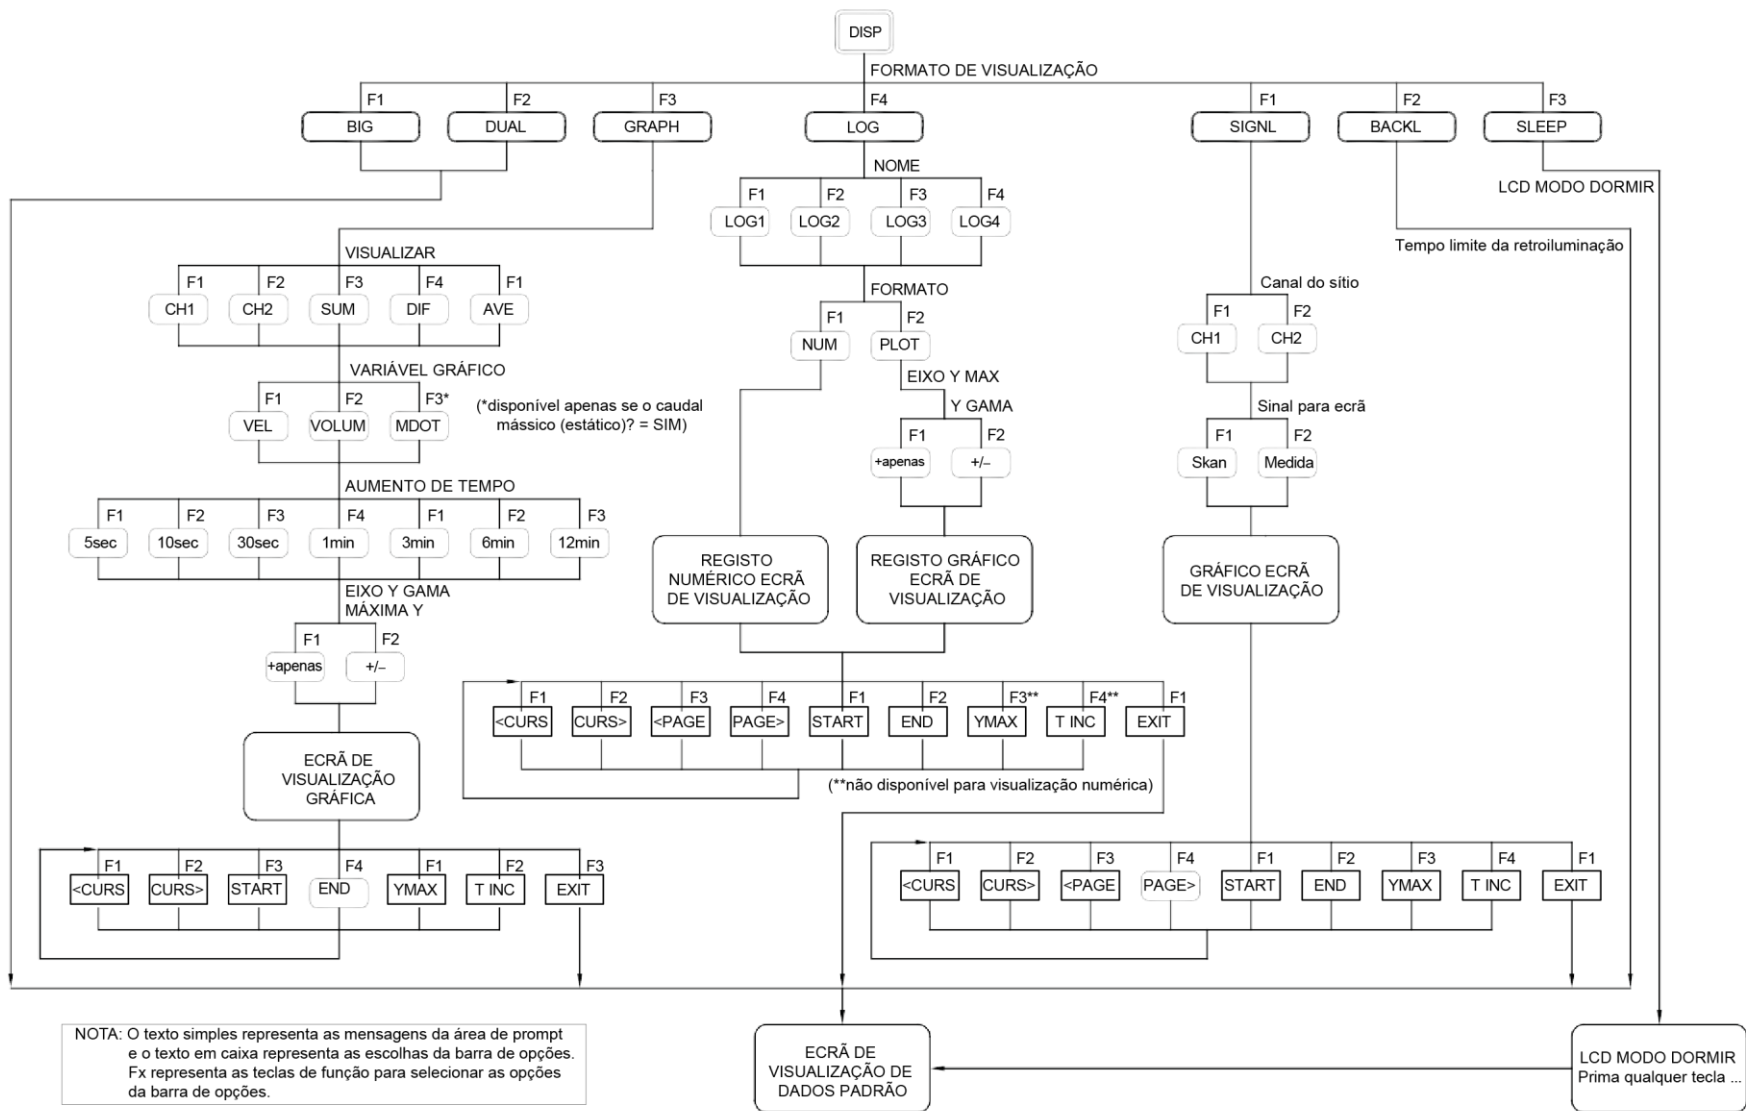 DISP
FORMATO DE VISUALIZAÇÃO
F1 F2 F3 F4 F1 F2 F3
BIG DUAL GRAPH LOG SIGNL BACKL SLEEP
NOME
LCD MODO DORMIR
F1 F2 F3 F4
LOG1 LOG2 LOG3 LOG4
Tempo limite da retroiluminação
VISUALIZAR
F1 F2 F3 F4 F1
CH1 CH2 SUM DIF AVE
FORMATO
F1 F2
NUM PLOT
Canal do sítio
F1 F2
CH1 CH2
VARIÁVEL GRÁFICO
F1 F2 F3*
VEL VOLUM MDOT
(*disponível apenas se o caudal
mássico (estático)? = SIM)
EIXO Y MAX
Y GAMA
F1 F2
+apenas +/–
Sinal para ecrã
F1 F2
Skan Medida
AUMENTO DE TEMPO
F1 F2 F3 F4 F1 F2 F3
5sec 10sec 30sec 1min 3min 6min 12min
REGISTO
NUMÉRICO ECRÃ
DE VISUALIZAÇÃO
REGISTO GRÁFICO
ECRÃ DE
VISUALIZAÇÃO
GRÁFICO ECRÃ
DE VISUALIZAÇÃO
EIXO Y GAMA
MÁXIMA Y
F1 F2
+apenas +/–
F1 F2 F3 F4 F1 F2 F3** F4** F1
<CURS CURS> <PAGE PAGE> START END YMAX T INC EXIT
(**não disponível para visualização numérica)
ECRÃ DE
VISUALIZAÇÃO
GRÁFICA
F1 F2 F3 F4 F1 F2 F3
<CURS CURS> START END YMAX T INC EXIT
F1 F2 F3 F4 F1 F2 F3 F4 F1
<CURS CURS> <PAGE PAGE> START END YMAX T INC EXIT
NOTA: O texto simples representa as mensagens da área de prompt
e o texto em caixa representa as escolhas da barra de opções.
Fx representa as teclas de função para selecionar as opções
da barra de opções.
ECRÃ DE
VISUALIZAÇÃO DE
DADOS PADRÃO
LCD MODO DORMIR
Prima qualquer tecla ...